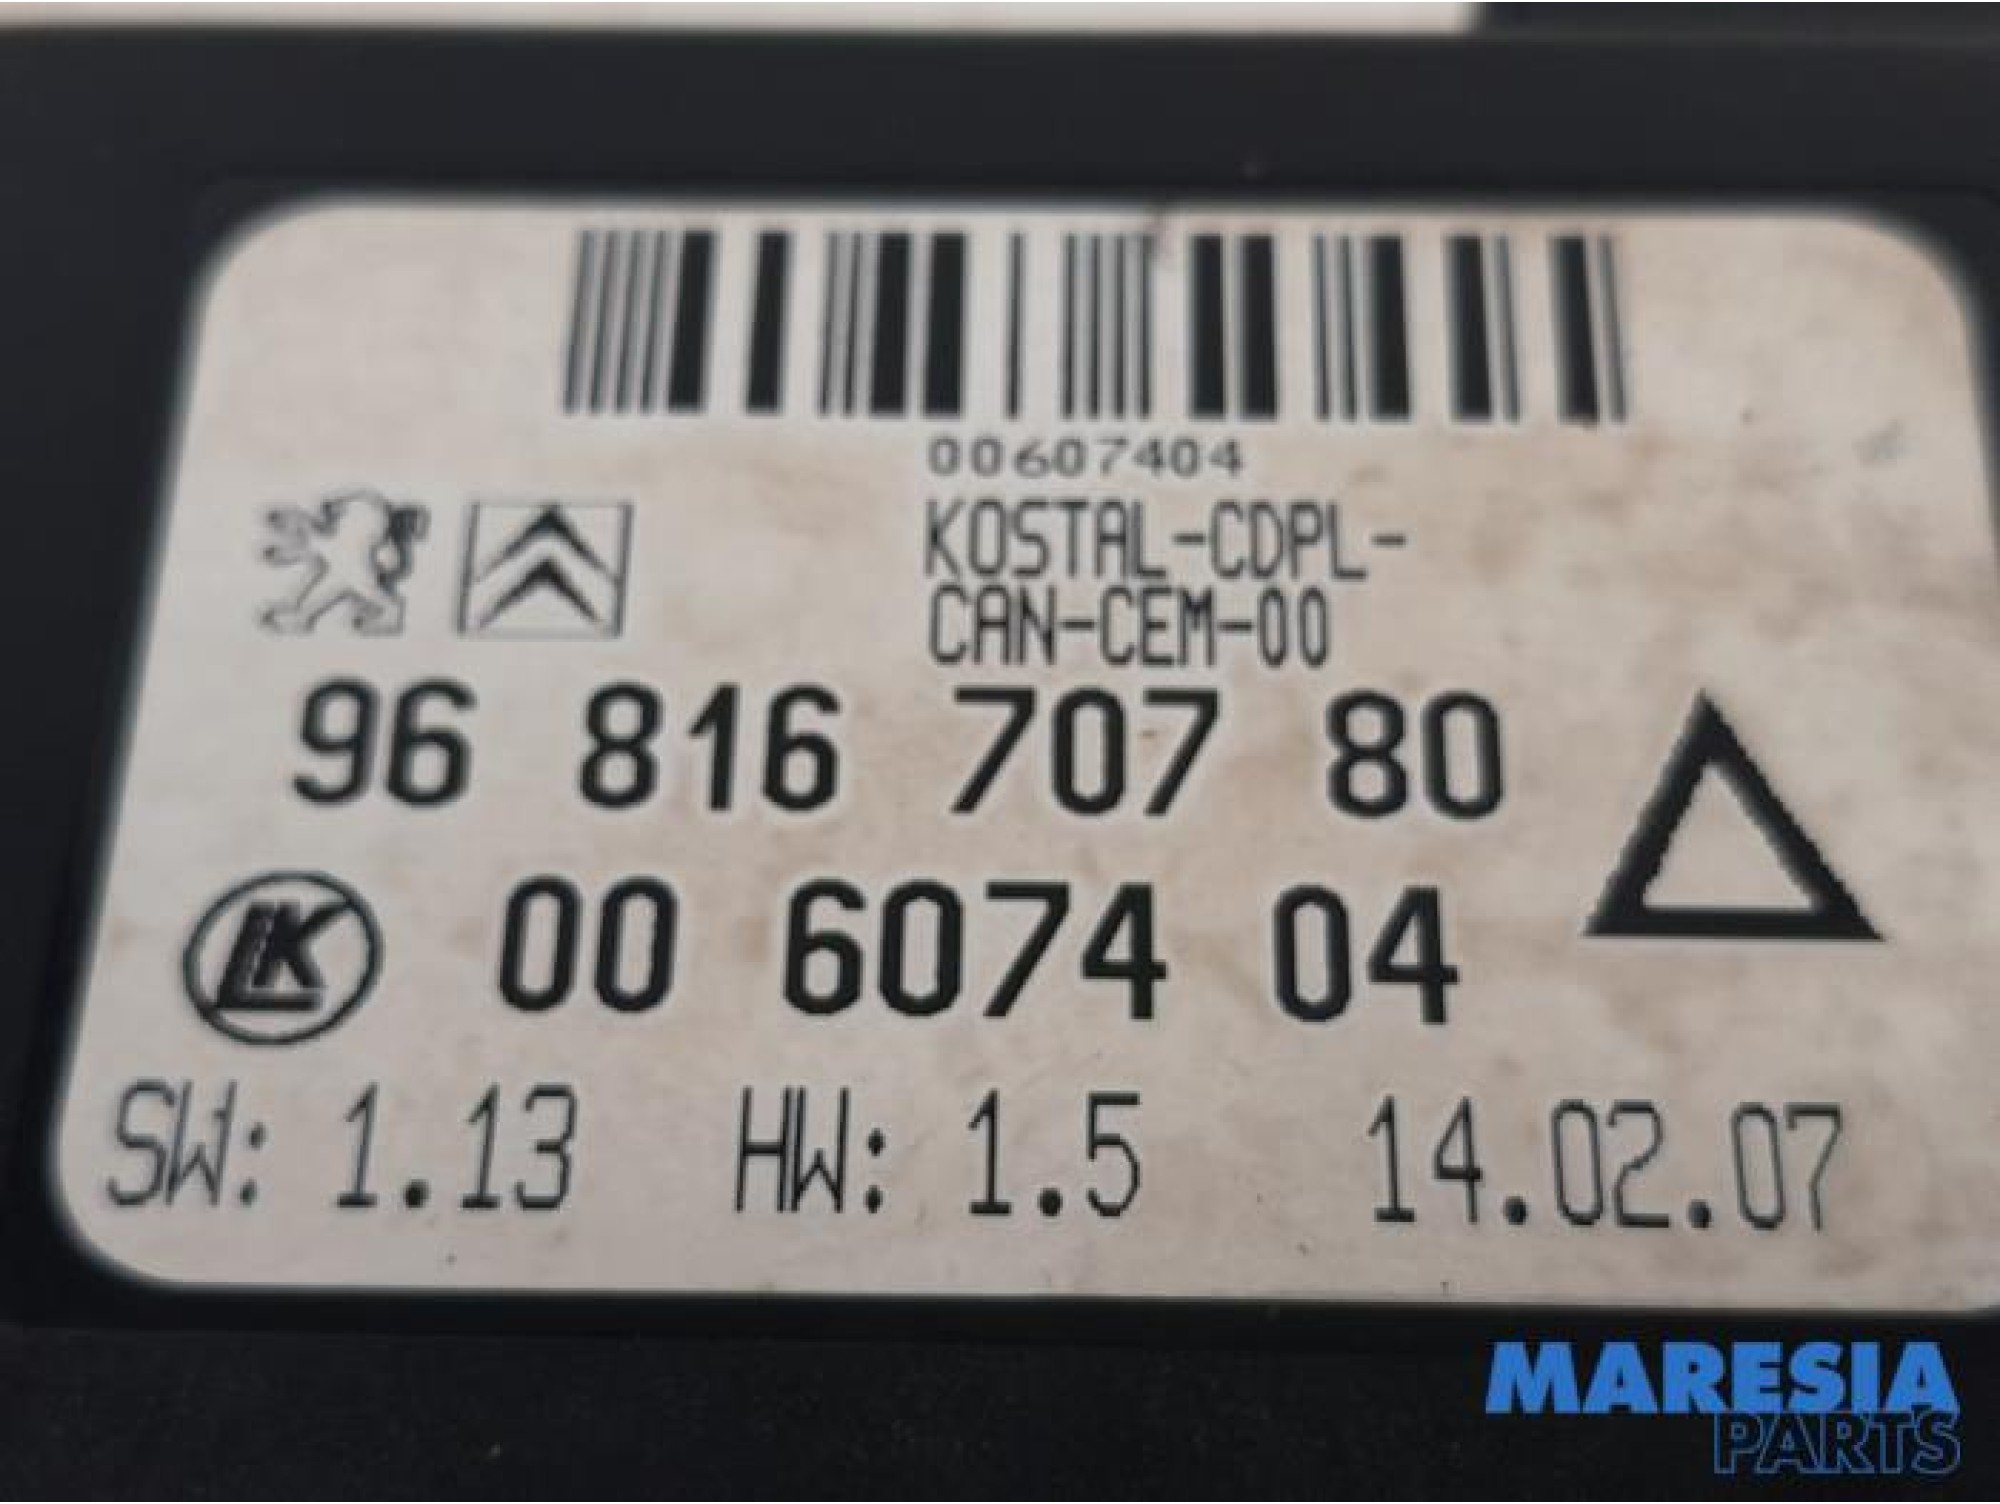 00607404
KOSTAL-CDPL-
CAN-CEM-00
96 816 707 80
LK 00 6074 04
SW: 1.13 HW: 1.5 14.02.07
MARESIA
PARTS